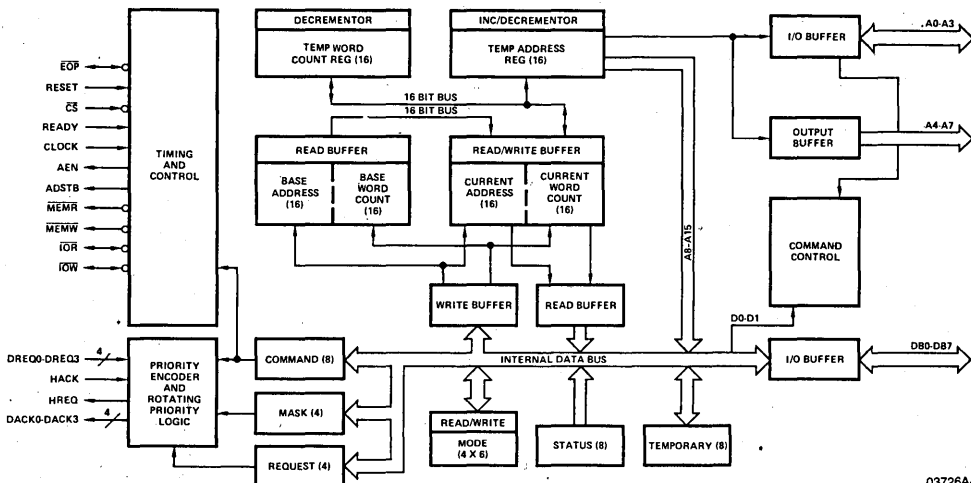 DECREMENTOR
TEMP WORD
COUNT REG (16)
INC/DECREMENTOR
TEMP ADDRESS
REG (16)
I/O BUFFER
A0-A3
16 BIT BUS
16 BIT BUS
OUTPUT
BUFFER
A4-A7
EOP
RESET
CS
READY
CLOCK
AEN
ADSTB
MEMR
MEMW
IOR
IOW
TIMING
AND
CONTROL
READ BUFFER
BASE
ADDRESS
(16)
BASE
WORD
COUNT
(16)
READ/WRITE BUFFER
CURRENT
ADDRESS
(16)
CURRENT
WORD
COUNT
(16)
A8-A15
COMMAND
CONTROL
WRITE BUFFER
READ BUFFER
D0-D1
DREQ0-DREQ3
4
HACK
HREQ
DACK0-DACK3
4
PRIORITY
ENCODER
AND
ROTATING
PRIORITY
LOGIC
COMMAND (8)
MASK (4)
REQUEST (4)
INTERNAL DATA BUS
I/O BUFFER
DB0-DB7
READ/WRITE
MODE
(4 X 6)
STATUS (8)
TEMPORARY (8)